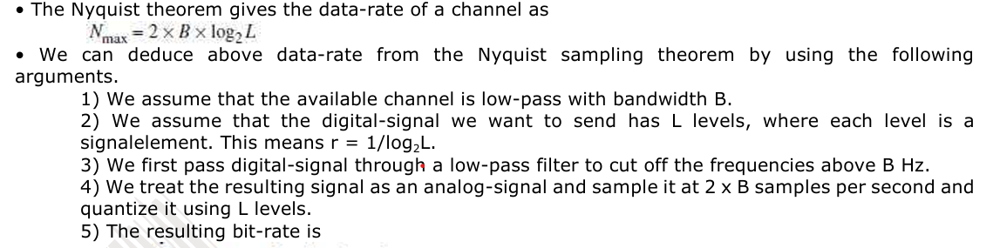 • The Nyquist theorem gives the data-rate of a channel as
Nmax = 2 × B × log₂ L
• We can deduce above data-rate from the Nyquist sampling theorem by using the following
arguments.
1) We assume that the available channel is low-pass with bandwidth B.
2) We assume that the digital-signal we want to send has L levels, where each level is a
signalelement. This means r = 1/log₂L.
3) We first pass digital-signal through a low-pass filter to cut off the frequencies above B Hz.
4) We treat the resulting signal as an analog-signal and sample it at 2 x B samples per second and
quantize it using L levels.
5) The resulting bit-rate is